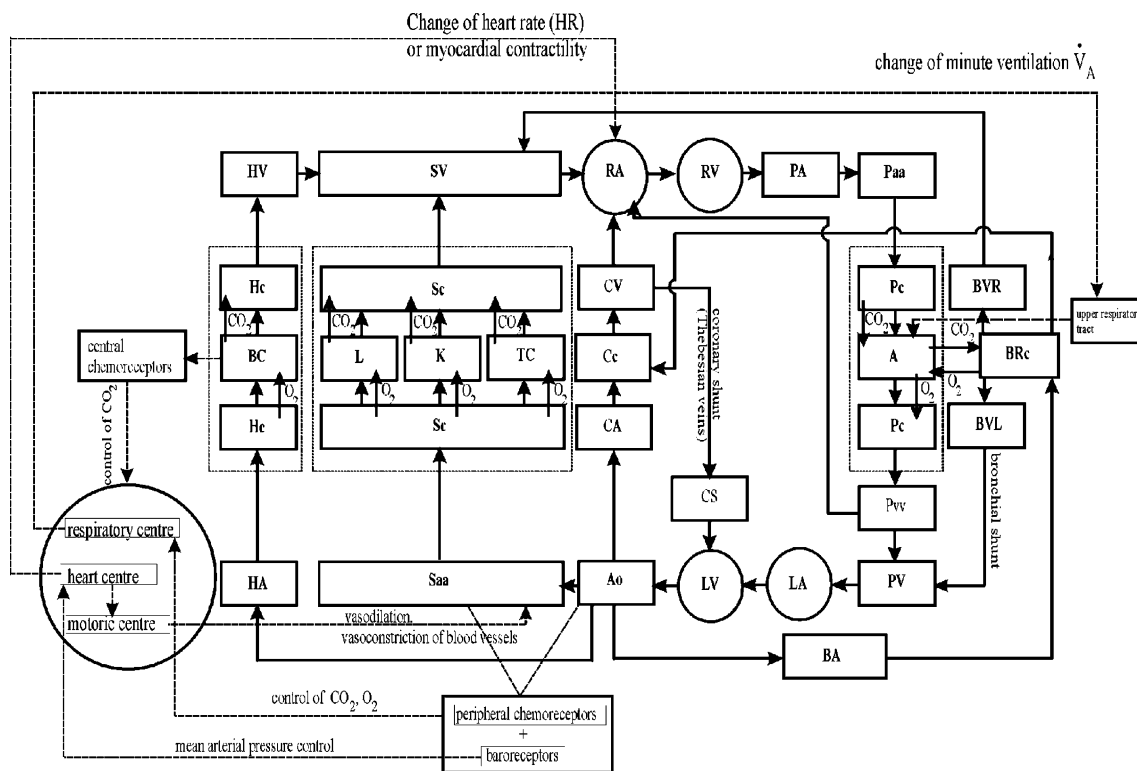 Change of heart rate (HR)
or myocardial contractility
change of minute ventilation V̇A
HV
SV
RA
RV
PA
Paa
Hc
Sc
CV
Pc
BVR
CO2
CO2
CO2
CO2
CO2
CO2
upper respirator
tract
central
chemoreceptors
BC
L
K
TC
Cc
A
BRc
O2
O2
O2
O2
O2
O2
coronary shunt
(Thebesian veins)
Hc
Sc
CA
Pc
BVL
control of CO2
CS
Pvv
bronchial shunt
respiratory centre
heart centre
motoric centre
HA
Saa
Ao
LV
LA
PV
vasodilation,
vasoconstriction of blood vessels
BA
control of CO2, O2
peripheral chemoreptors
+
baroreceptors
mean arterial pressure control